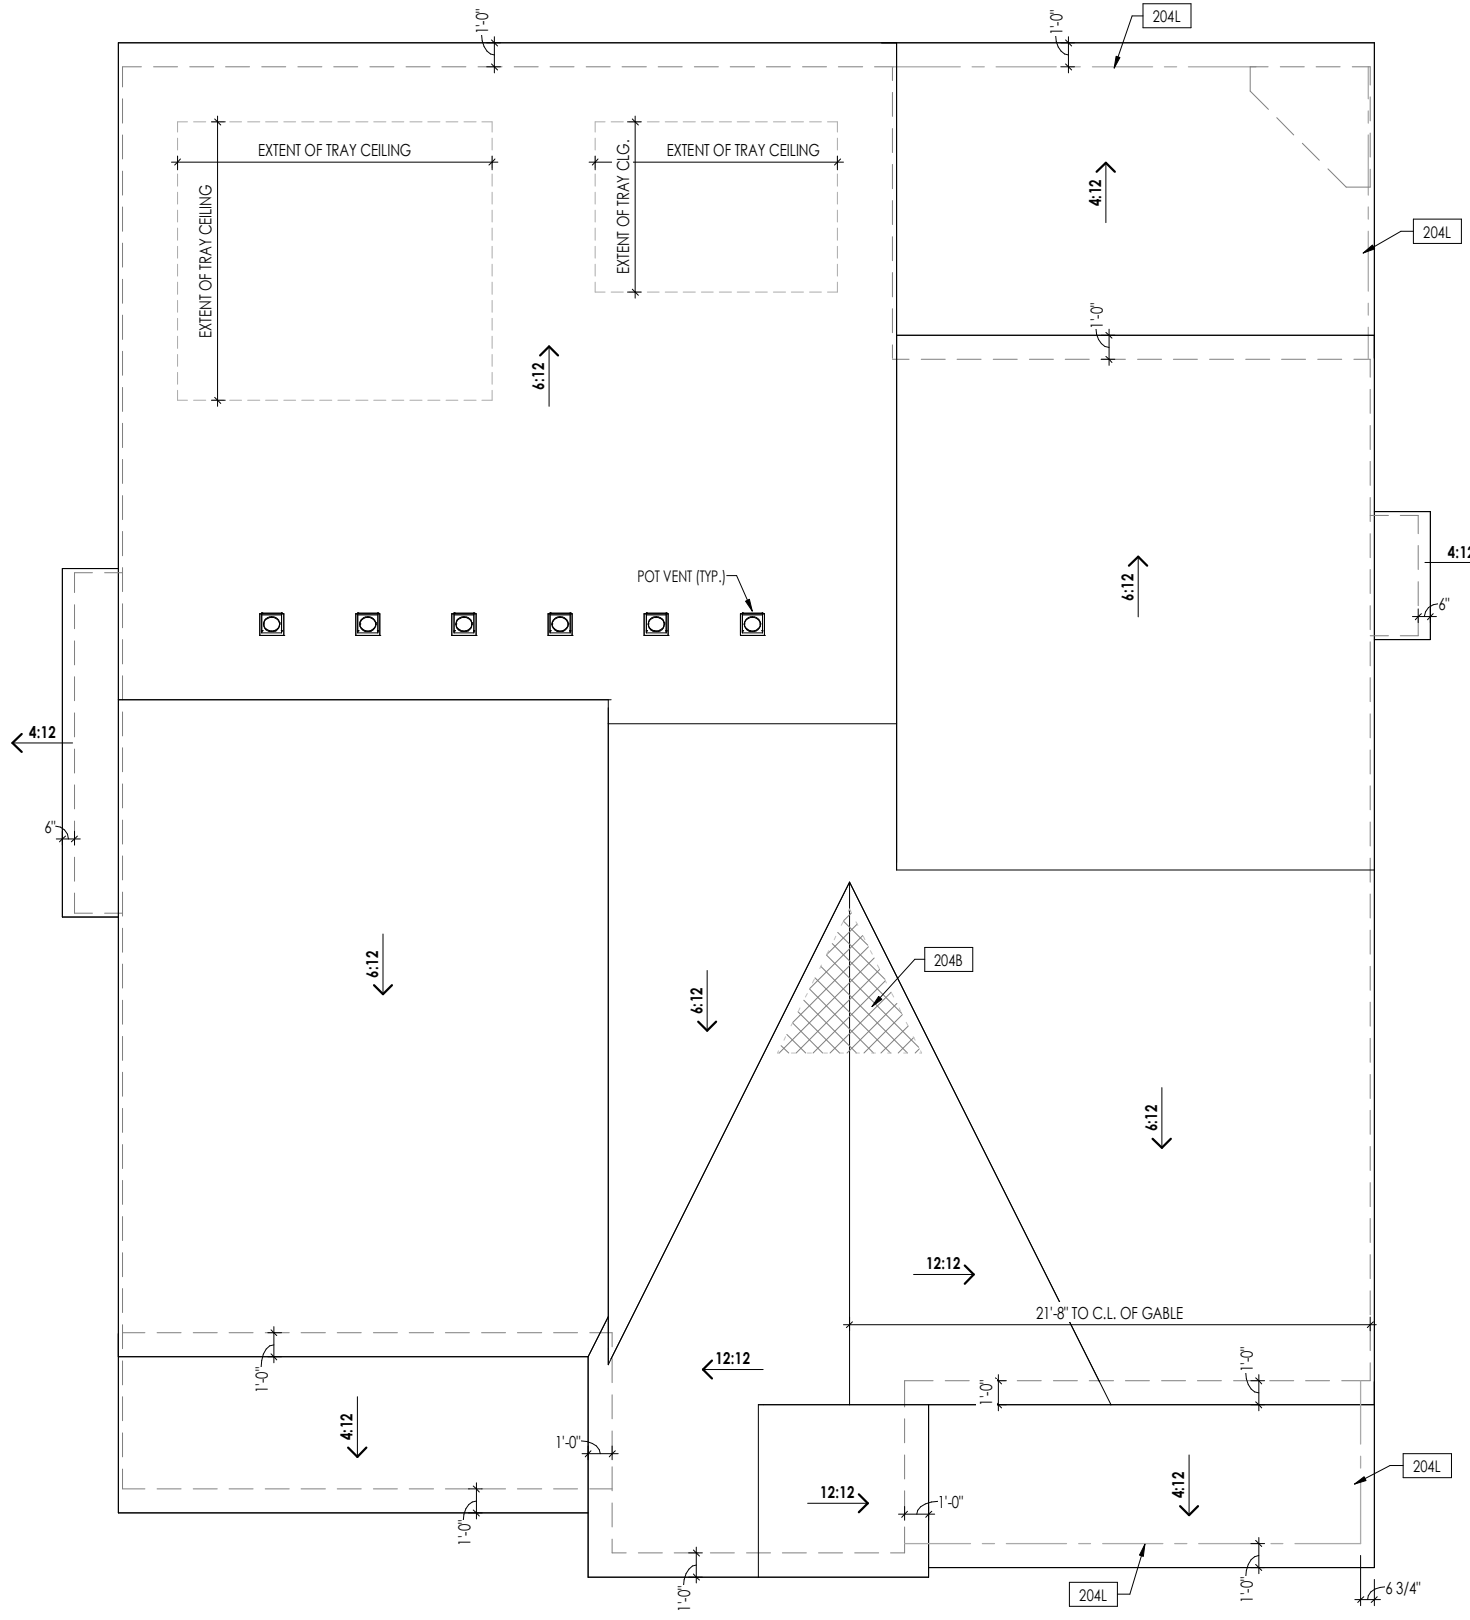 1'-0"
1'-0"
204L
EXTENT OF TRAY CEILING
EXTENT OF TRAY CEILING
EXTENT OF TRAY CLG.
EXTENT OF TRAY CEILING
4:12
204L
1'-0"
6:12
4:12
POT VENT (TYP.)
6:12
6"
4:12
6"
6:12
204B
6:12
6:12
12:12
21'-8" TO C.L. OF GABLE
12:12
1'-0"
1'-0"
1'-0"
4:12
1'-0"
204L
4:12
12:12
1'-0"
1'-0"
1'-0"
1'-0"
204L
6 3/4"